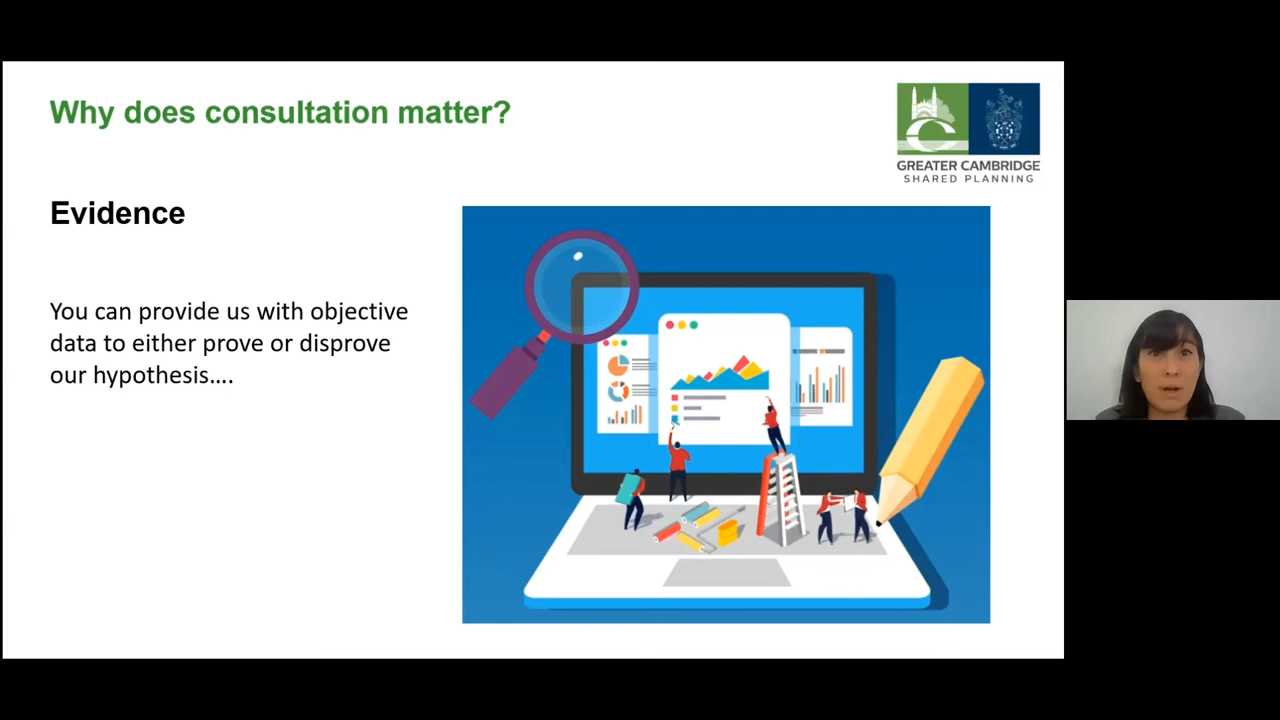 Why does consultation matter?
GREATER CAMBRIDGE
SHARED PLANNING
Evidence
You can provide us with objective
data to either prove or disprove
our hypothesis....